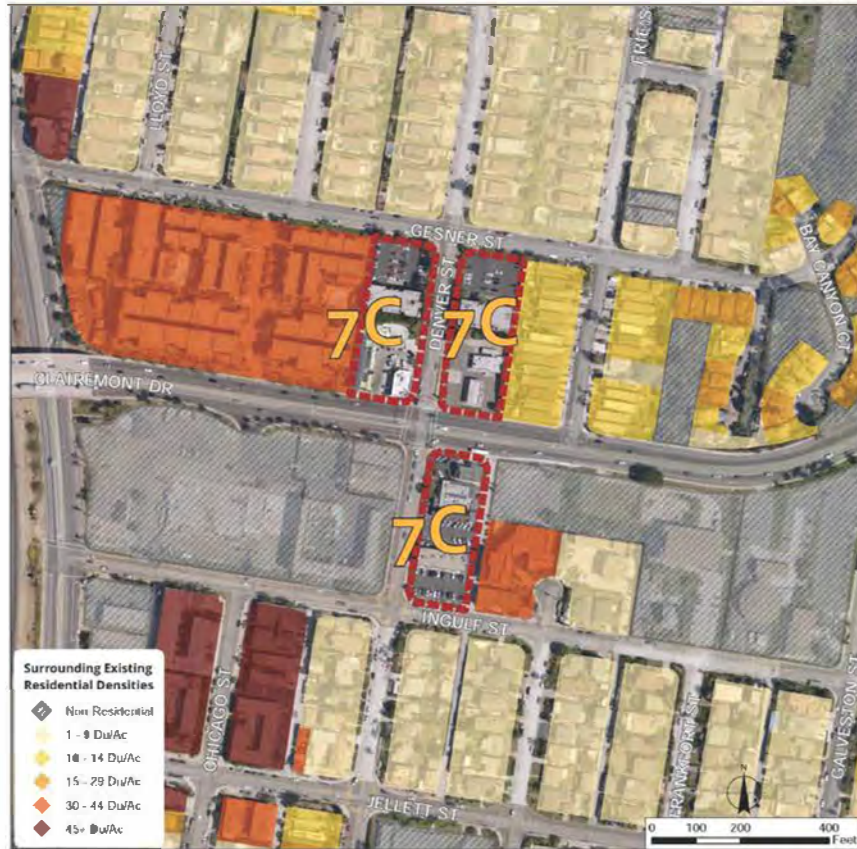 LLOYD ST
ERIE S
GESNER ST
BAY CANYON CT
DENVER ST
7C
7C
CLAIREMONT DR
7C
INGULF ST
Surrounding Existing
Residential Densities
Non Residential
1 - 9 Du/Ac
10 - 14 Du/Ac
15 - 29 Du/Ac
30 - 44 Du/Ac
45+ Du/Ac
CHICAGO ST
FRANKFORT ST
GALVESTON ST
JELLETT ST
N
0 100 200 400
Feet